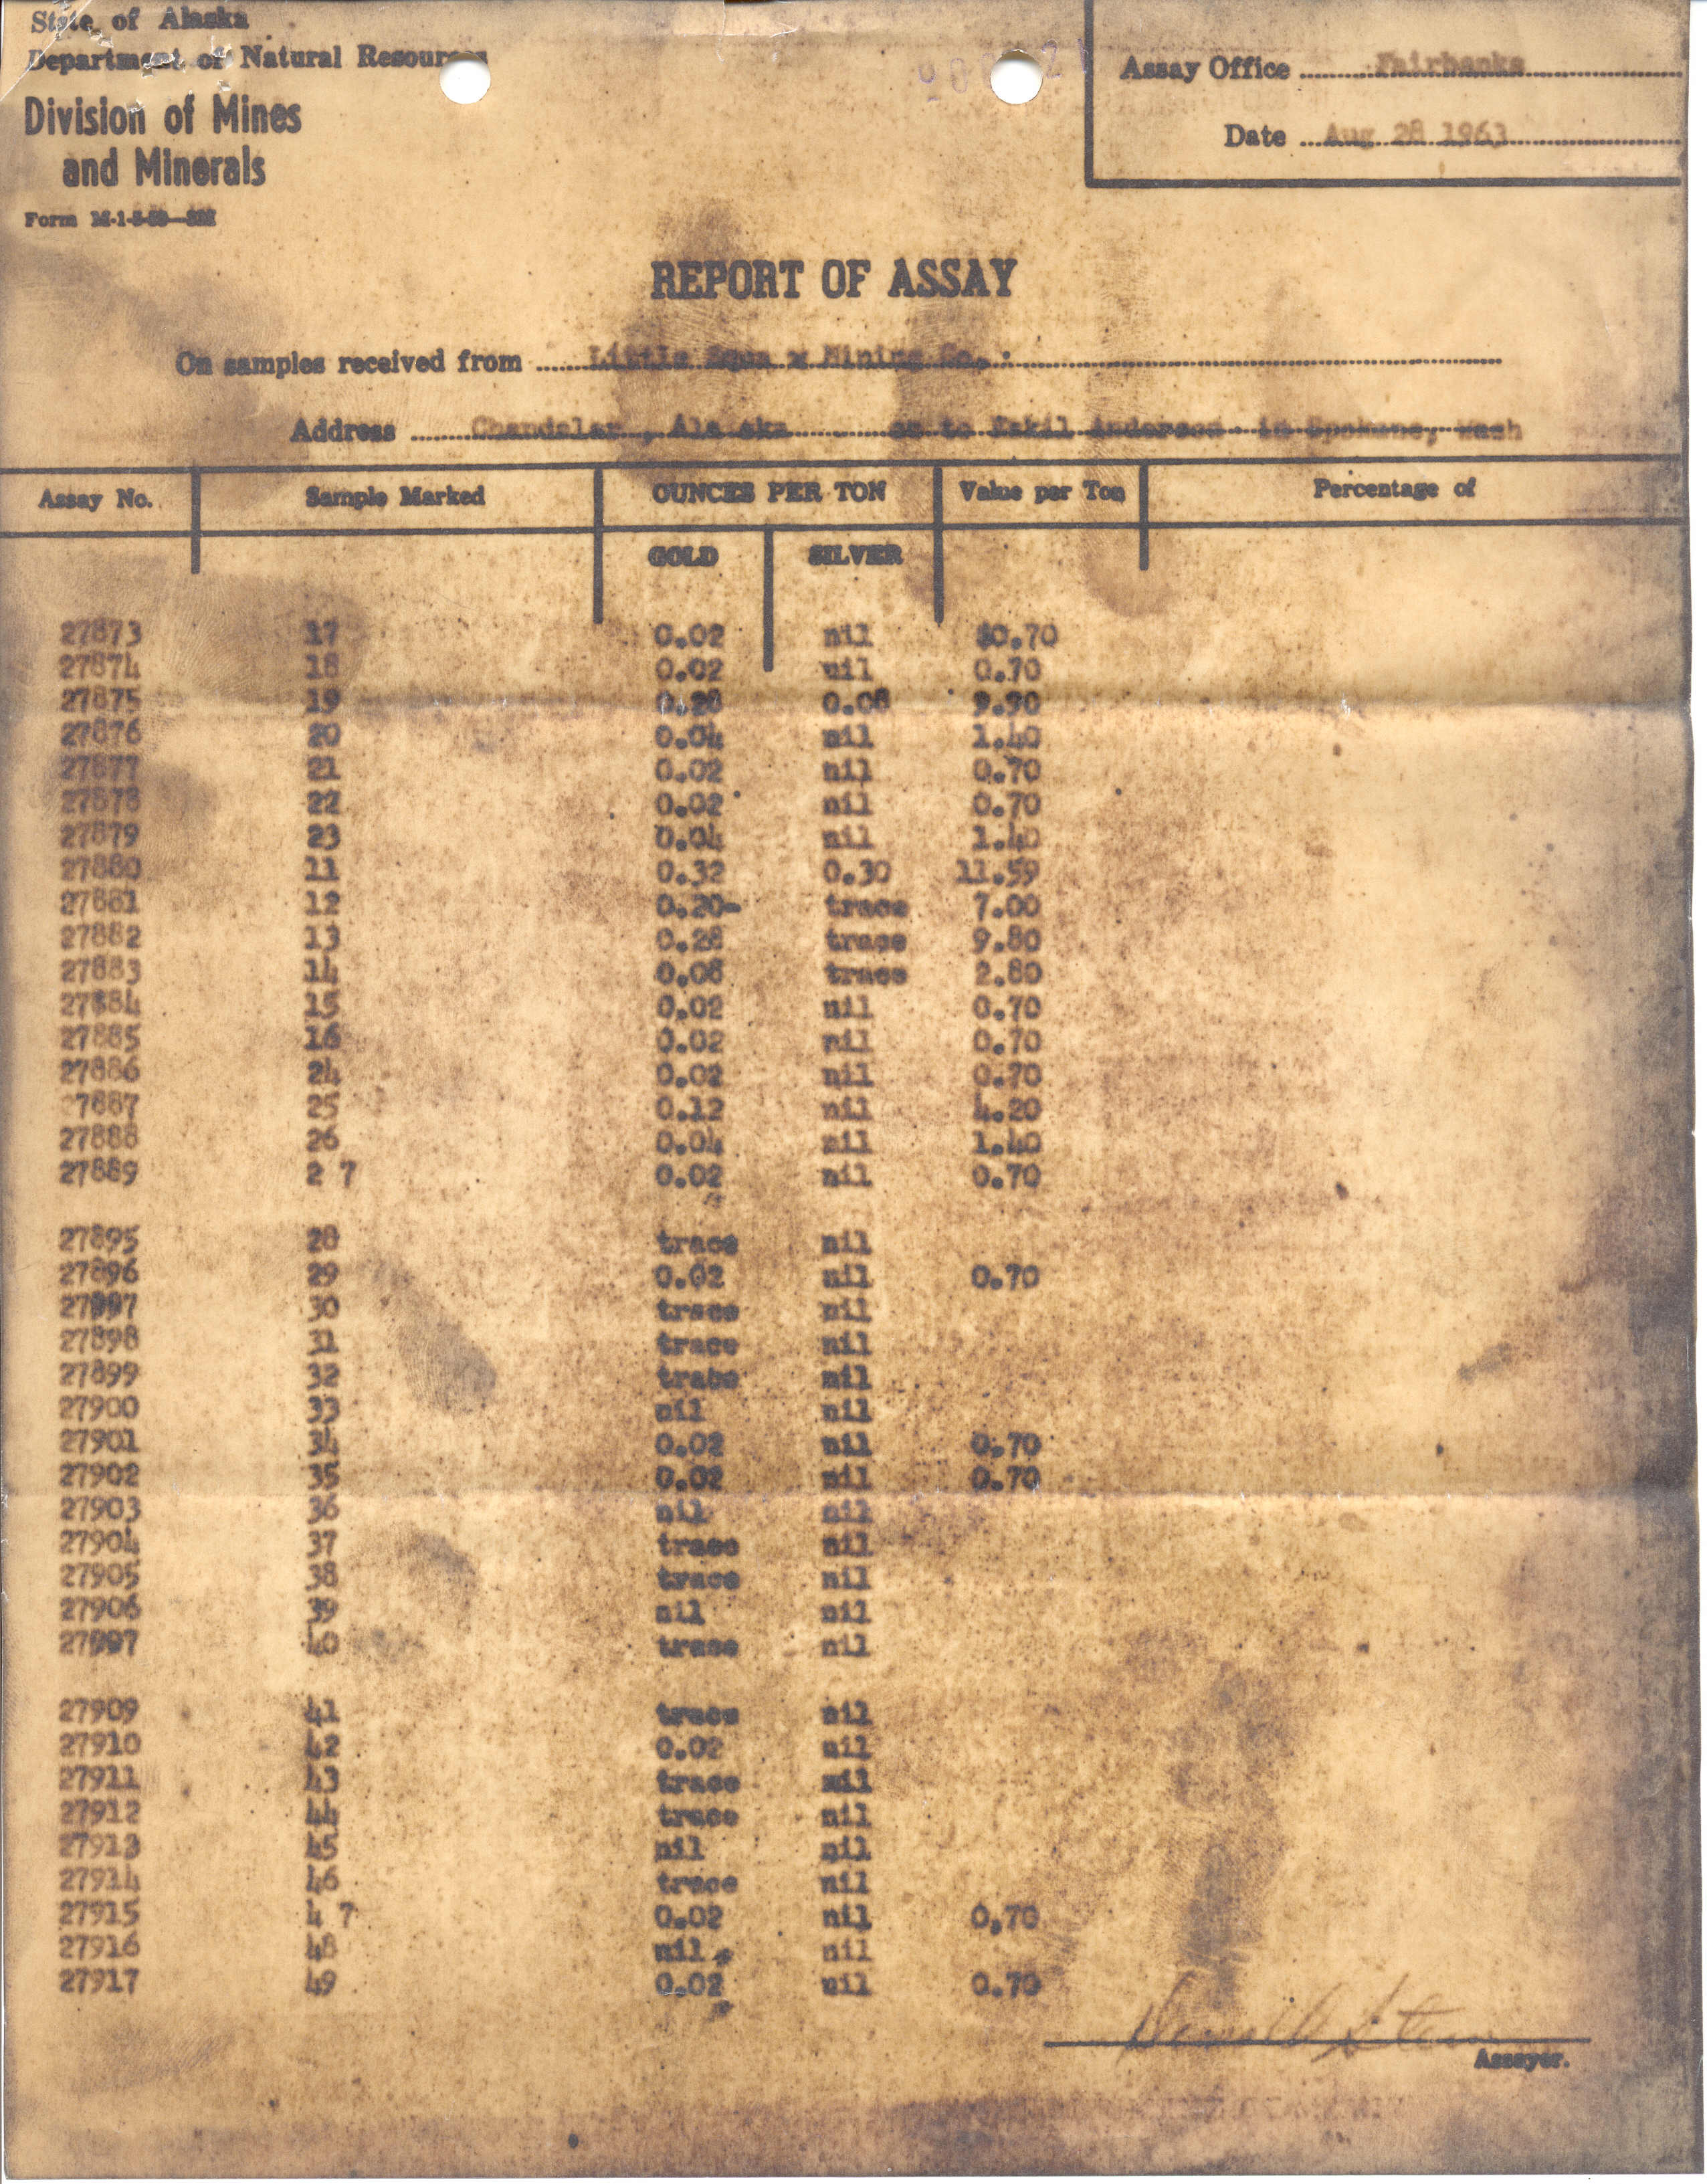 State of Alaska
Department of Natural Resources
Division of Mines
and Minerals
Form
Assay Office Fairbanks
Date Aug 28 1963
REPORT OF ASSAY
On samples received from Little Squa w Mining Co.
Address Chandalar , Ala ska cc to Eskil Anderson in Spokane, Wash
Assay No. Sample Marked OUNCES PER TON Value per Ton Percentage of
GOLD SILVER
27873 17 0.02 nil $0.70
27874 18 0.02 nil 0.70
27875 19 0.28 0.08 9.90
27876 20 0.04 nil 1.40
27877 21 0.02 nil 0.70
27878 22 0.02 nil 0.70
27879 23 0.04 nil 1.40
27880 11 0.32 0.30 11.59
27881 12 0.20- trace 7.00
27882 13 0.28 trace 9.80
27883 14 0.08 trace 2.80
27884 15 0.02 nil 0.70
27885 16 0.02 nil 0.70
27886 24 0.02 nil 0.70
27887 25 0.12 nil 4.20
27888 26 0.04 nil 1.40
27889 2 7 0.02 nil 0.70
27895 28 trace nil
27896 29 0.02 nil 0.70
27897 30 trace nil
27898 31 trace nil
27899 32 trace nil
27900 33 nil nil
27901 34 0.02 nil 0.70
27902 35 0.02 nil 0.70
27903 36 nil nil
27904 37 trace nil
27905 38 trace nil
27906 39 nil nil
27907 40 trace nil
27909 41 trace nil
27910 42 0.02 nil
27911 43 trace nil
27912 44 trace nil
27913 45 nil nil
27914 46 trace nil
27915 4 7 0.02 nil 0.70
27916 48 nil nil
27917 49 0.02 nil 0.70
Assayer.